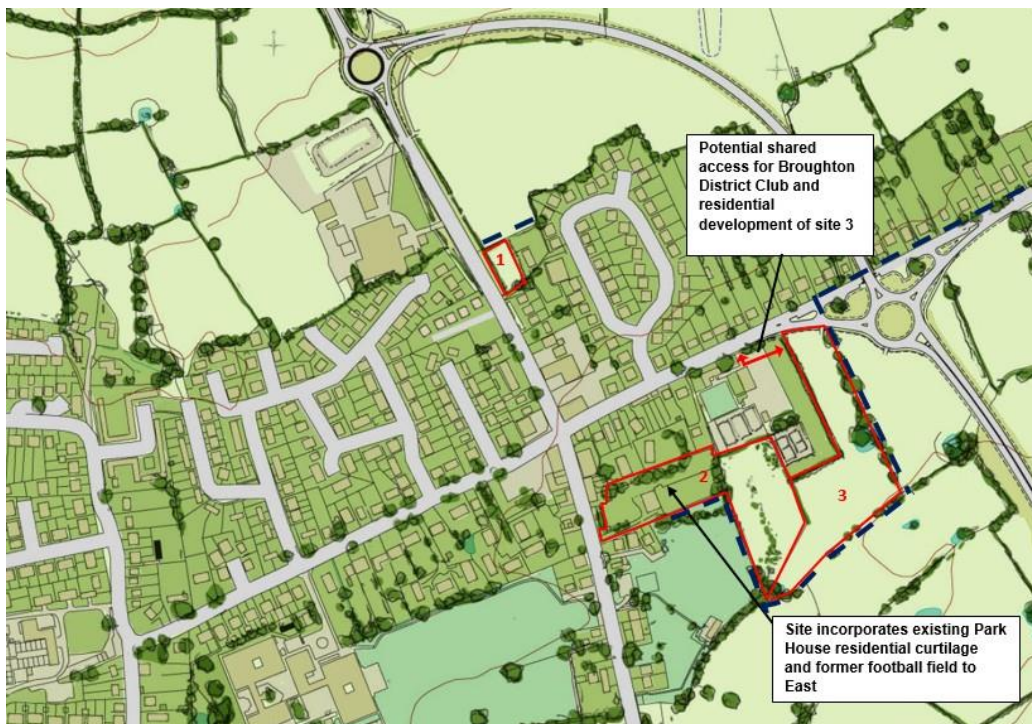 Potential shared
access for Broughton
District Club and
residential
development of site 3
1
2
3
Site incorporates existing Park
House residential curtilage
and former football field to
East